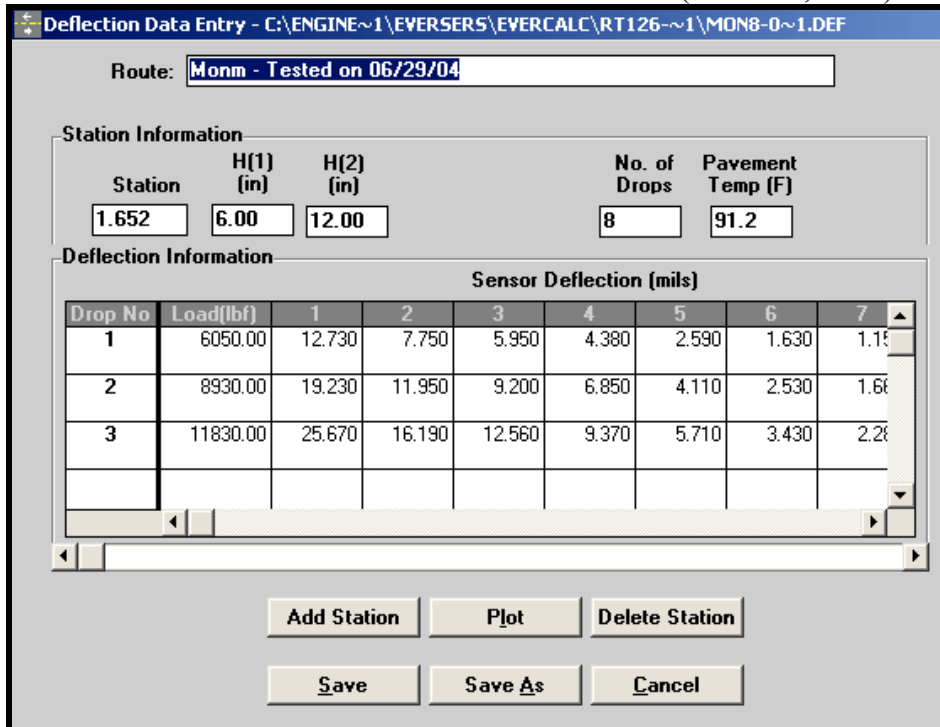 Deflection Data Entry - C:\ENGINE~1\EVERSERS\EVERCALC\RT126-~1\MON8-0~1.DEF
Route: Monm - Tested on 06/29/04
Station Information
Station H(1) (in) H(2) (in) No. of Drops Pavement Temp (F)
1.652 6.00 12.00 8 91.2
Deflection Information
Sensor Deflection (mils)
Drop No Load(lbf) 1 2 3 4 5 6 7
1 6050.00 12.730 7.750 5.950 4.380 2.590 1.630
2 8930.00 19.230 11.950 9.200 6.850 4.110 2.530
3 11830.00 25.670 16.190 12.560 9.370 5.710 3.430
Add Station Plot Delete Station
Save Save As Cancel